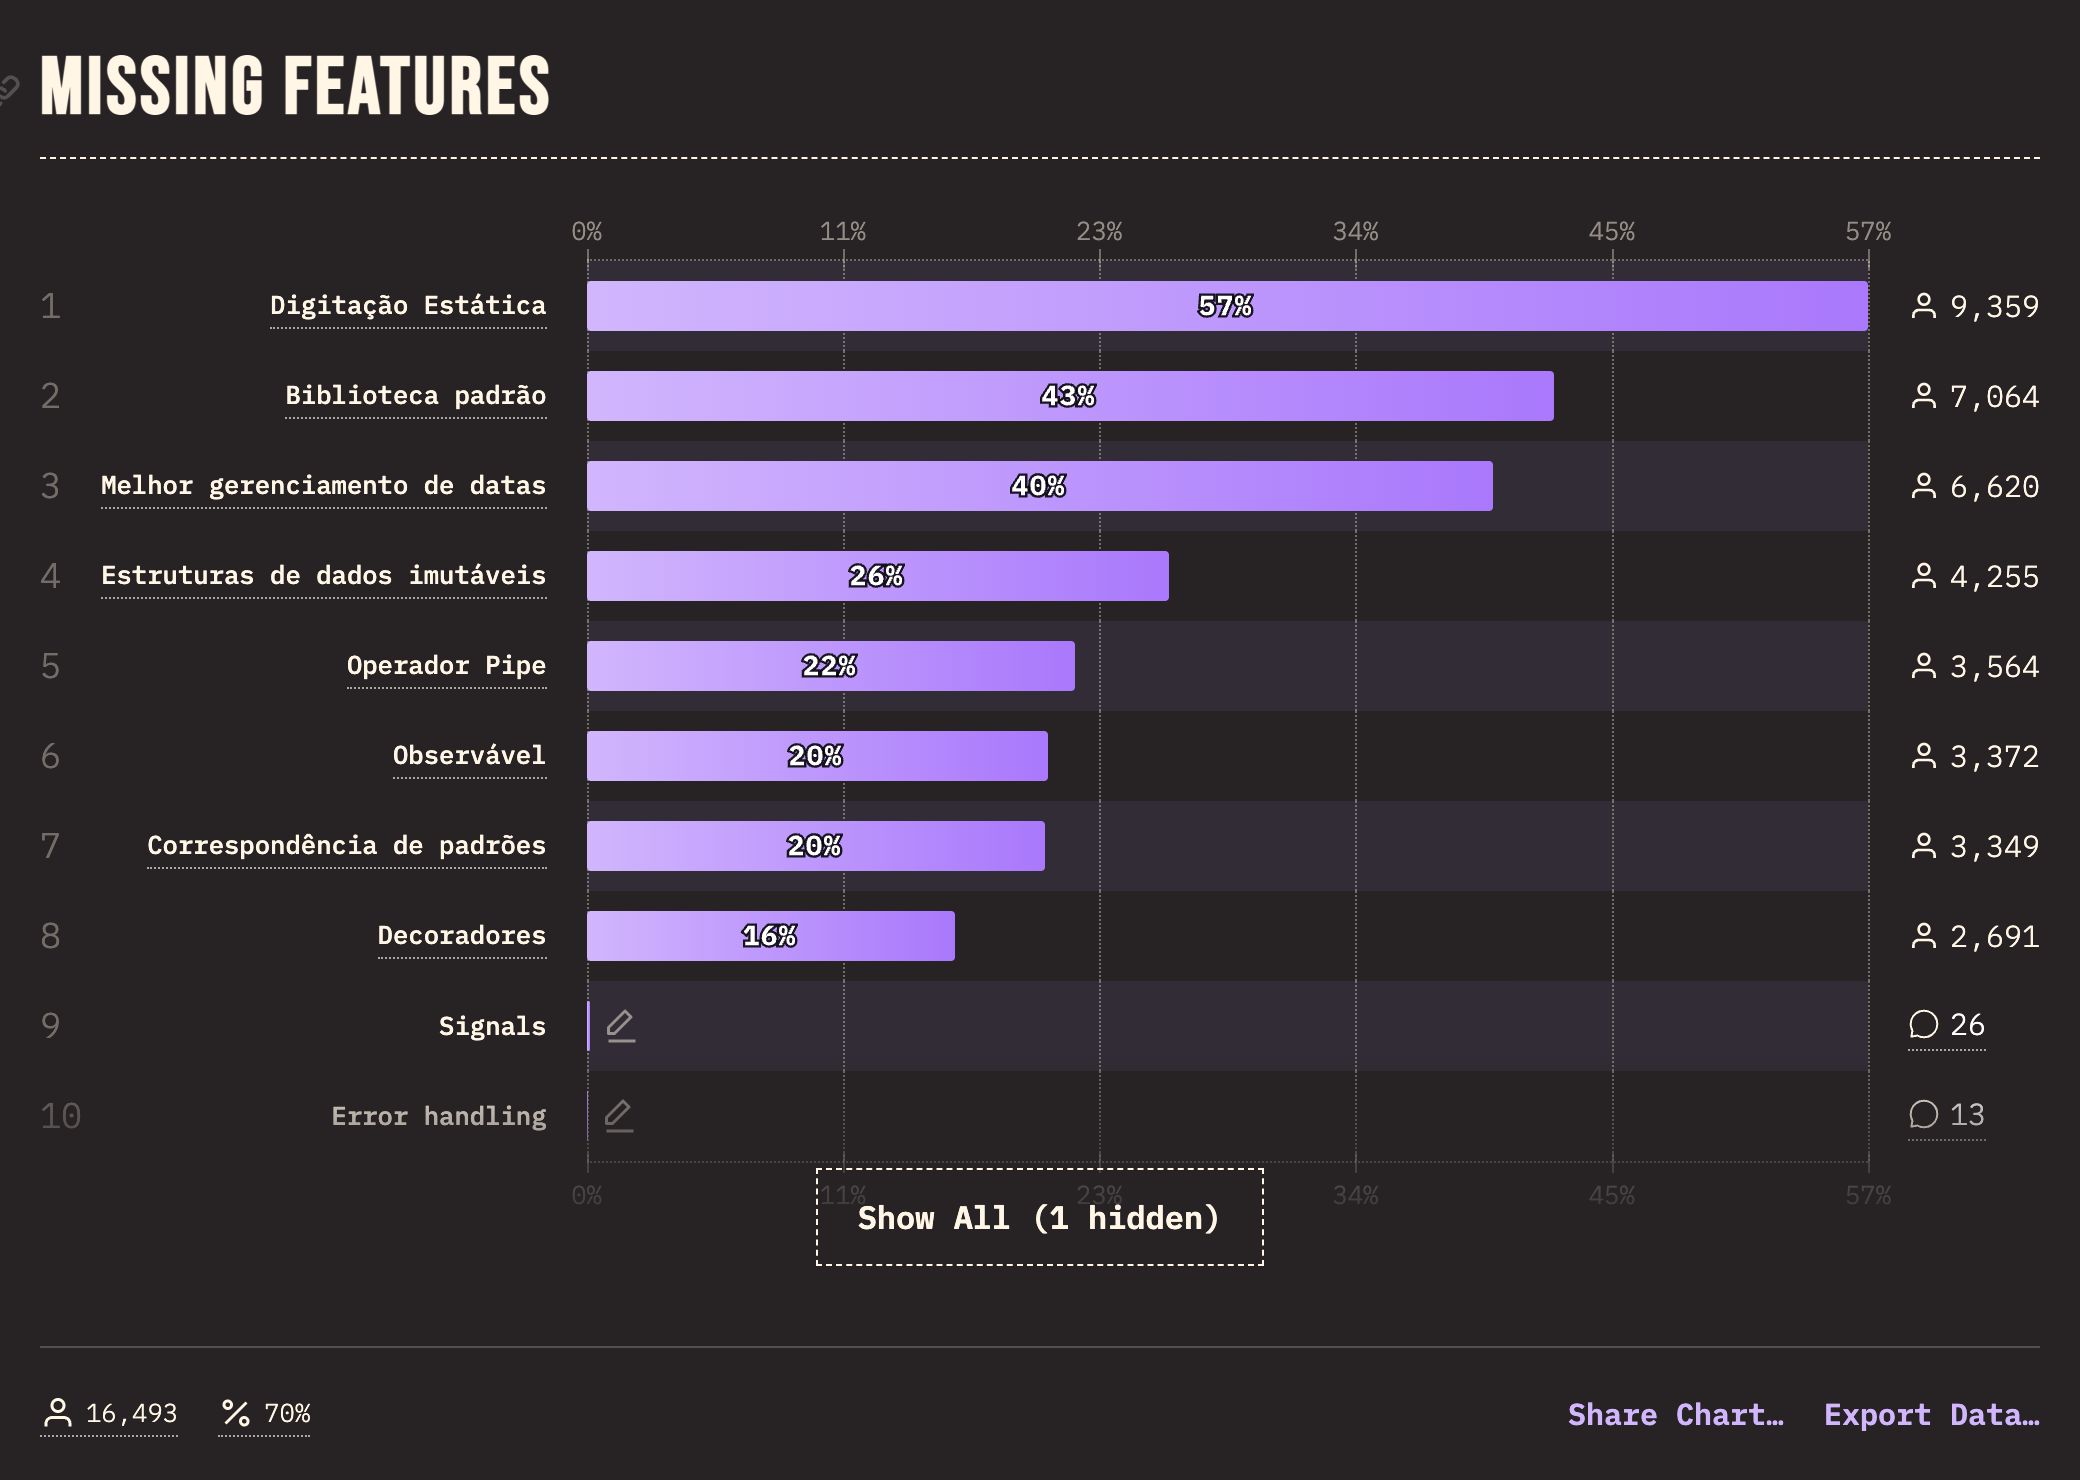 MISSING FEATURES
0% 11% 23% 34% 45% 57%
1 Digitação Estática 57% 9,359
2 Biblioteca padrão 43% 7,064
3 Melhor gerenciamento de datas 40% 6,620
4 Estruturas de dados imutáveis 26% 4,255
5 Operador Pipe 22% 3,564
6 Observável 20% 3,372
7 Correspondência de padrões 20% 3,349
8 Decoradores 16% 2,691
9 Signals 26
10 Error handling 13
0% 11% 23% 34% 45% 57%
Show All (1 hidden)
16,493 70% Share Chart… Export Data…